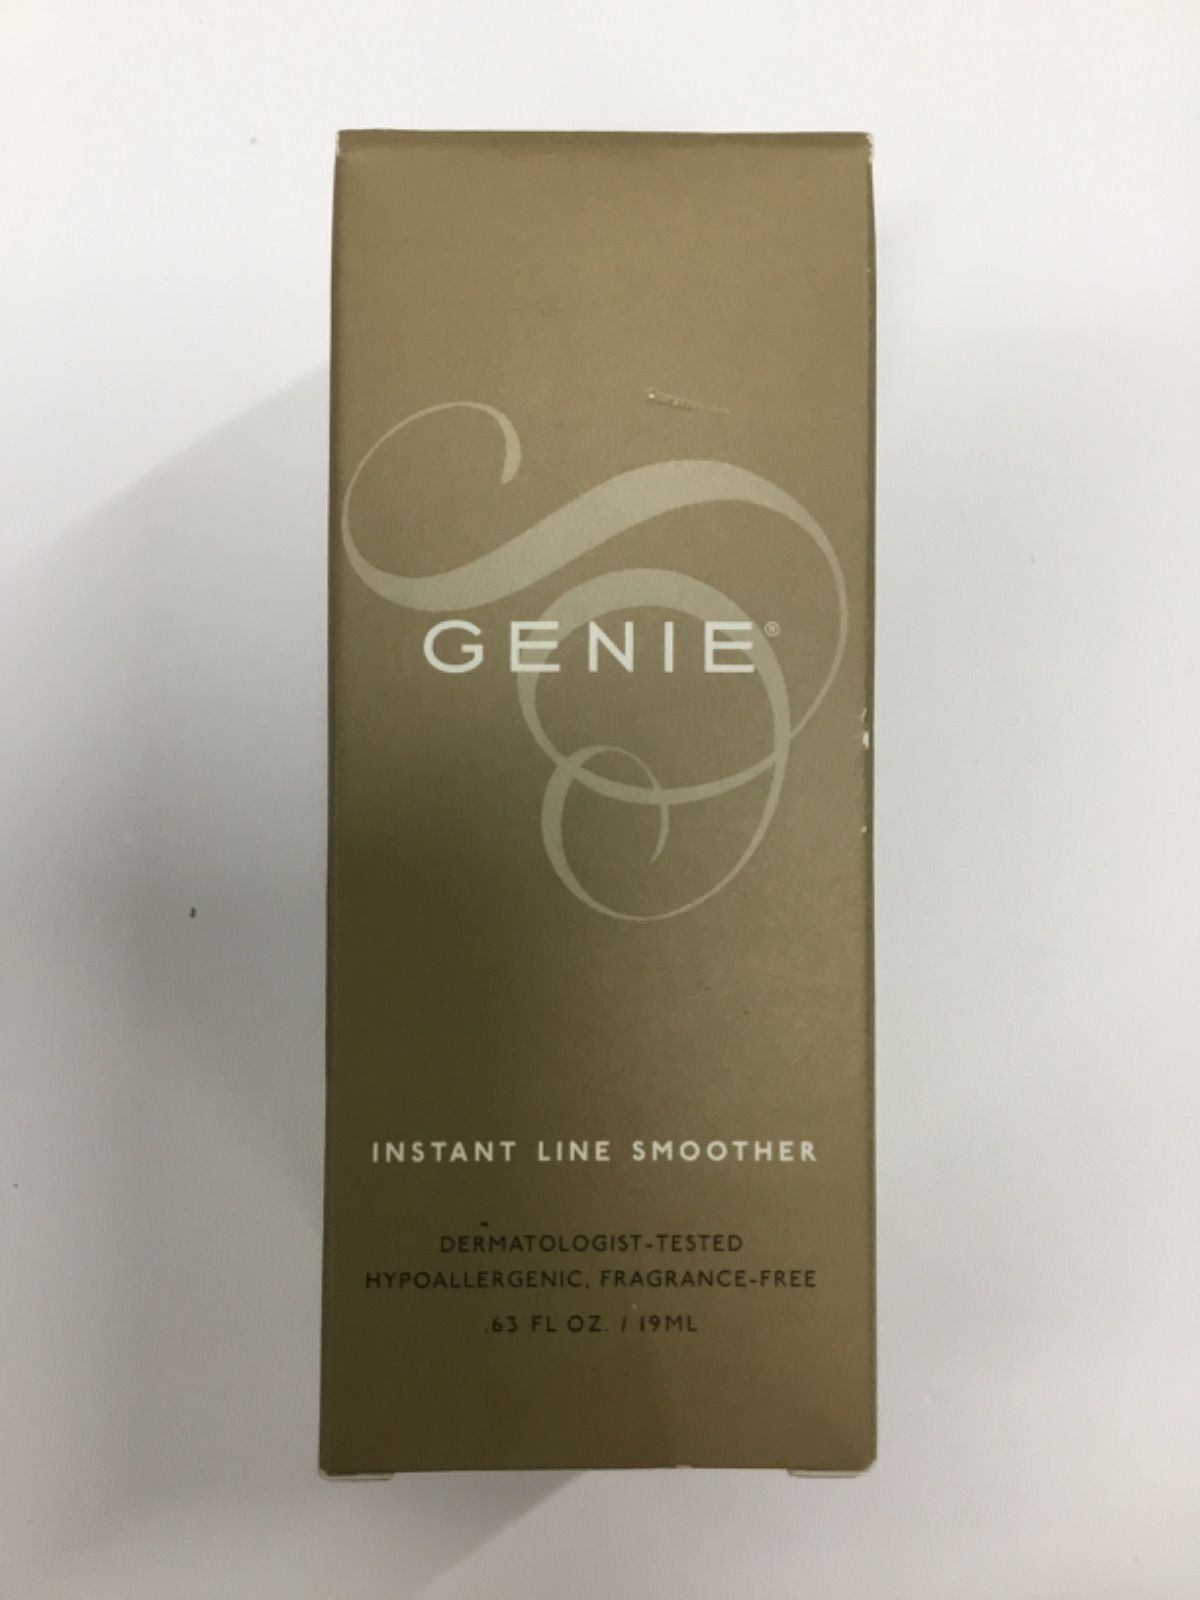 GENIE®
INSTANT LINE SMOOTHER
DERMATOLOGIST-TESTED
HYPOALLERGENIC, FRAGRANCE-FREE
.63 FL OZ. / 19ML